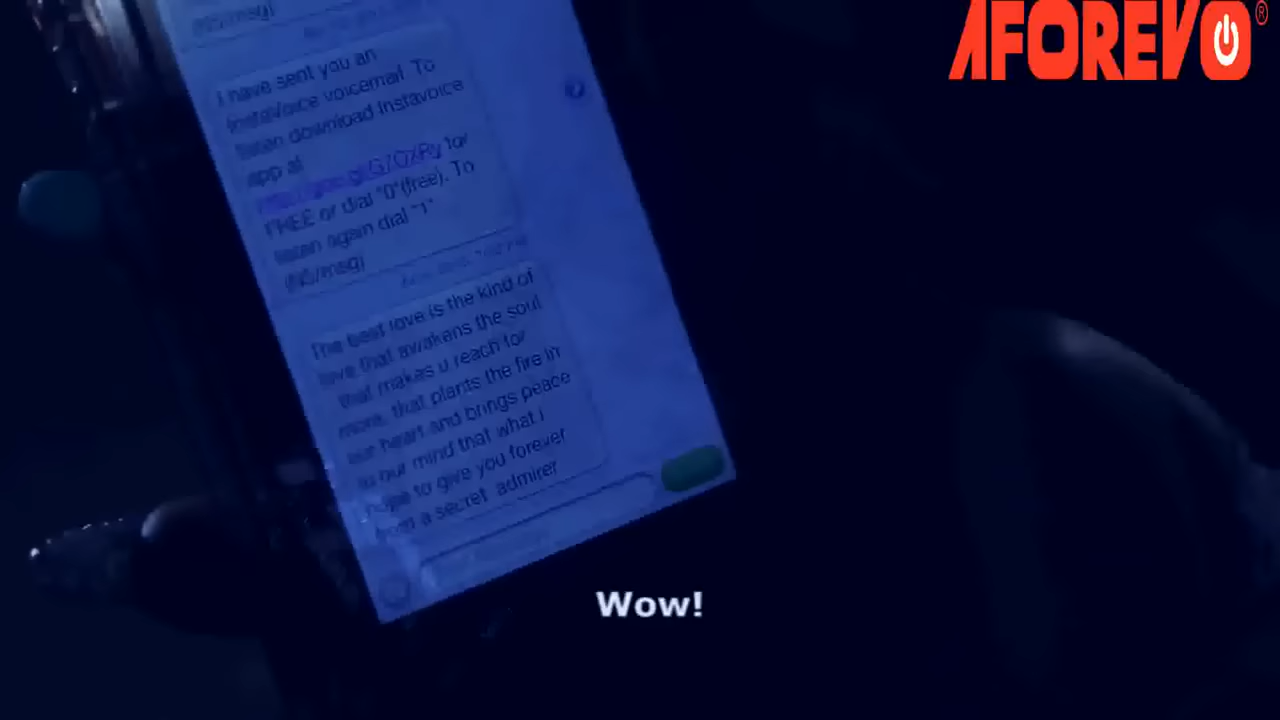 AFOREVO®
I have sent you an
InstaVoice voicemail. To
listen download InstaVoice
app at
for
FREE or dial "0"(free). To
listen again dial "1"
(N5/msg)
The best love is the kind of
love that awakens the soul
that makes u reach for
more, that plants the fire in
our heart and brings peace
to our mind that what i
hope to give you forever
from a secret admirer
Wow!